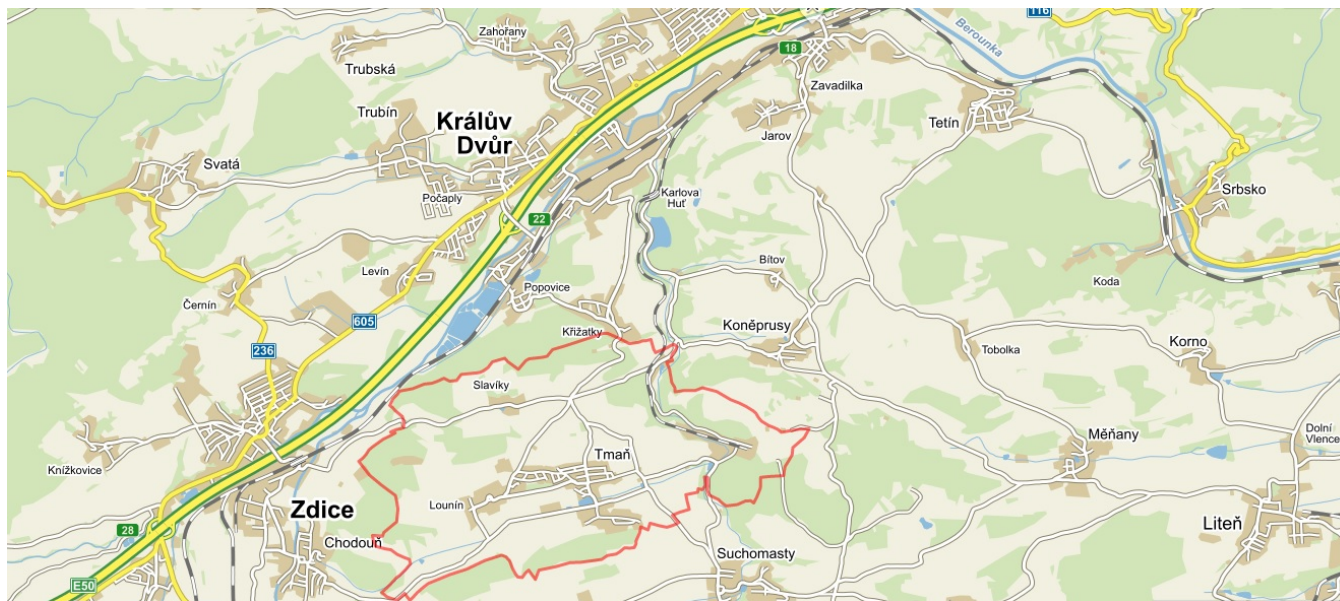 116
Zahořany
Berounka
18
Trubská
Zavadilka
Trubín
Králův
Dvůr
Jarov
Tetín
Svatá
Srbsko
Počaply
Karlova
Huť
22
Levín
Bítov
Koda
Popovice
Černín
605
Křižatky
Koněprusy
236
Tobolka
Korno
Slavíky
Dolní
Vlence
Měňany
Knížkovice
Tmaň
Lounín
Zdice
Liteň
28
Chodouň
Suchomasty
E50